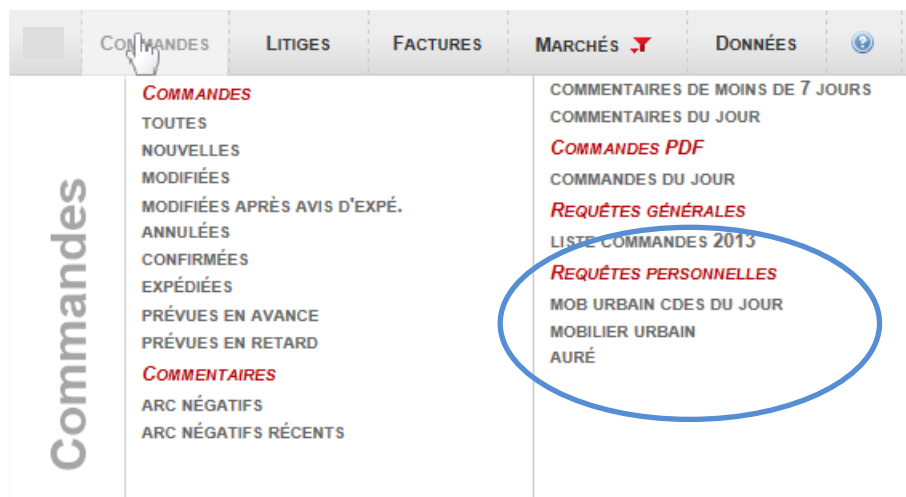 COMMANDES LITIGES FACTURES MARCHÉS DONNÉES ?
Commandes
COMMANDES
TOUTES
NOUVELLES
MODIFIÉES
MODIFIÉES APRÈS AVIS D'EXPÉ.
ANNULÉES
CONFIRMÉES
EXPÉDIÉES
PRÉVUES EN AVANCE
PRÉVUES EN RETARD
COMMENTAIRES
ARC NÉGATIFS
ARC NÉGATIFS RÉCENTS
COMMENTAIRES DE MOINS DE 7 JOURS
COMMENTAIRES DU JOUR
COMMANDES PDF
COMMANDES DU JOUR
REQUÊTES GÉNÉRALES
LISTE COMMANDES 2013
REQUÊTES PERSONNELLES
MOB URBAIN CDES DU JOUR
MOBILIER URBAIN
AURÉ